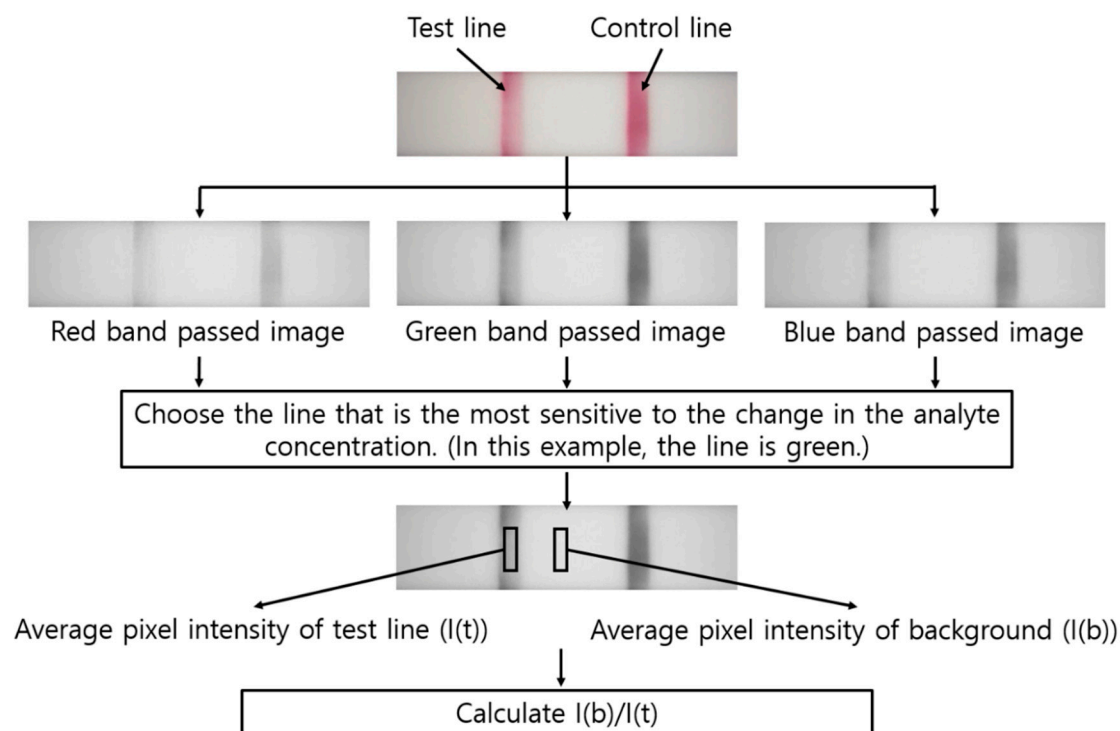 Test line
Control line
Red band passed image
Green band passed image
Blue band passed image
Choose the line that is the most sensitive to the change in the analyte
concentration. (In this example, the line is green.)
Average pixel intensity of test line (I(t))
Average pixel intensity of background (I(b))
Calculate I(b)/I(t)